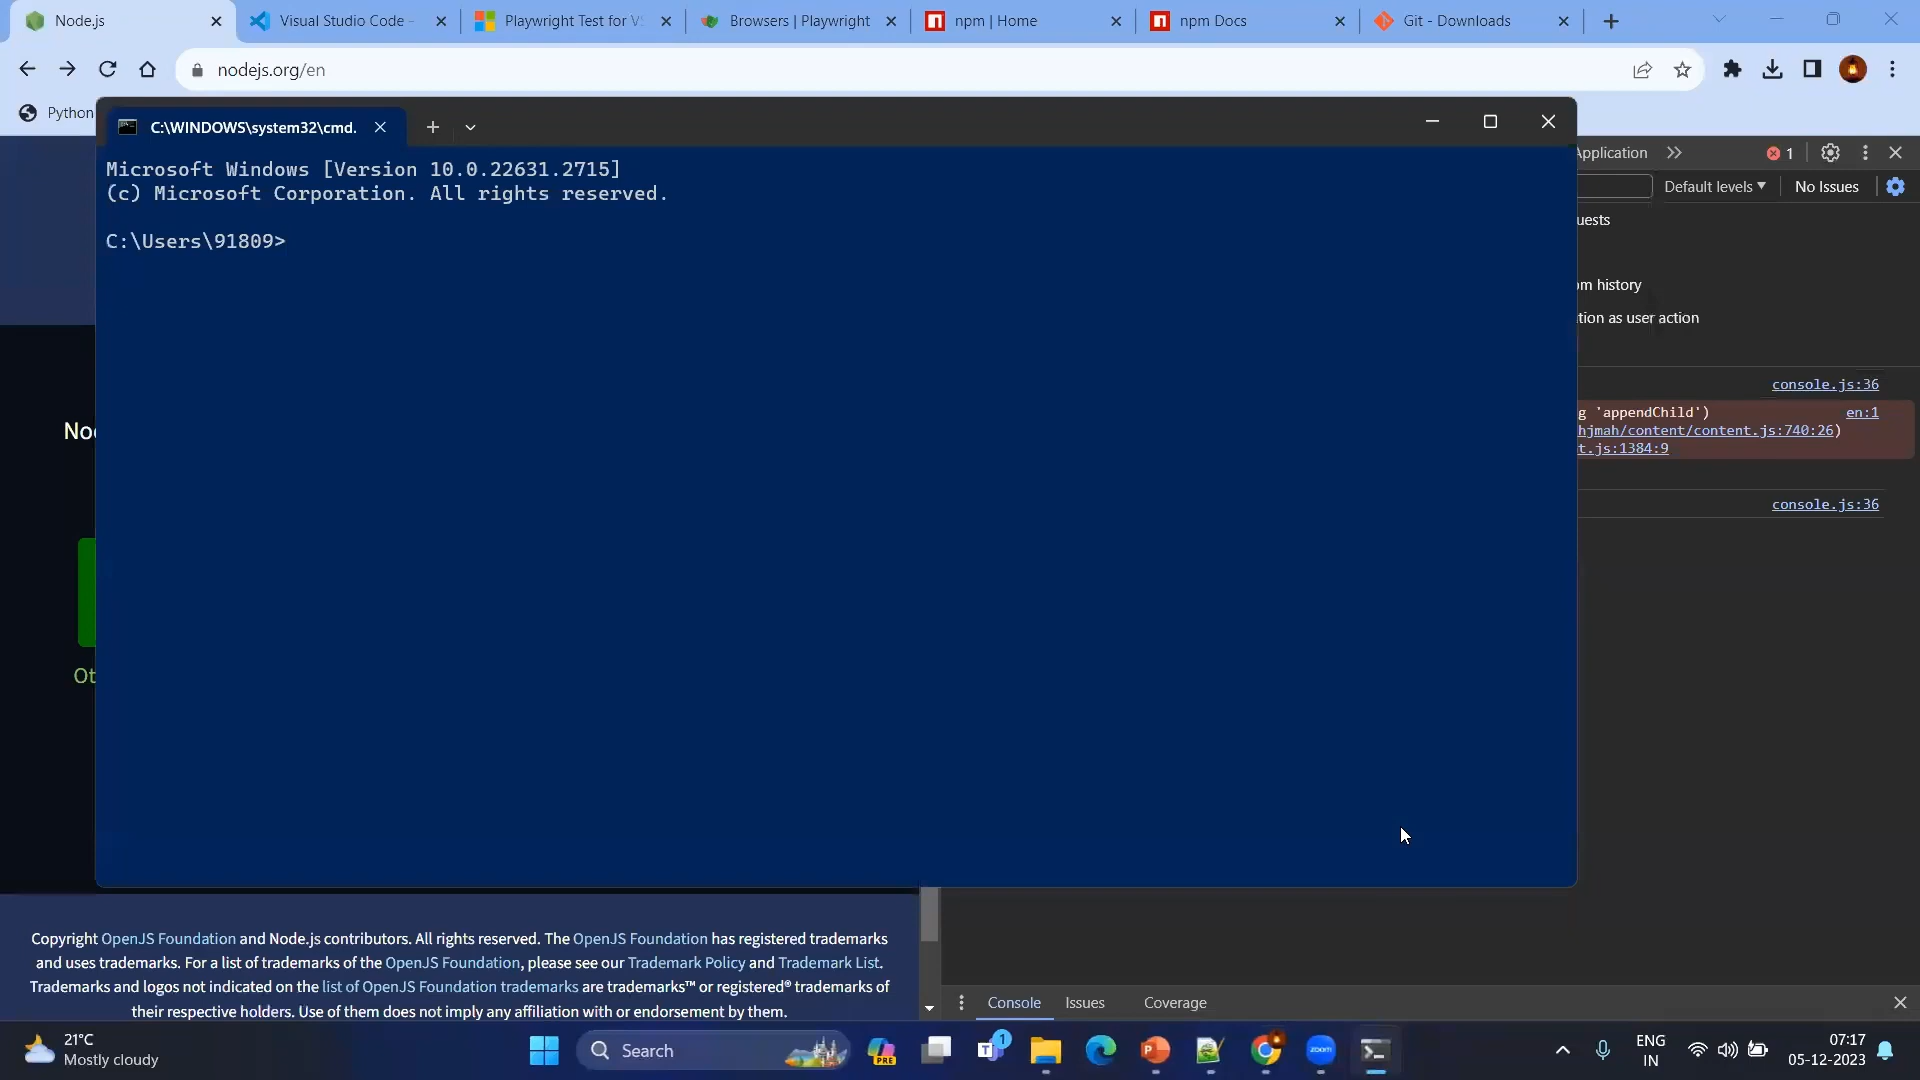 Node.js
Visual Studio Code -
Playwright Test for VS
Browsers | Playwright
npm | Home
npm Docs
Git - Downloads
nodejs.org/en
Python
C:\WINDOWS\system32\cmd.
Microsoft Windows [Version 10.0.22631.2715]
(c) Microsoft Corporation. All rights reserved.
C:\Users\91809>
Application
1
Default levels
No Issues
uests
om history
tion as user action
console.js:36
g 'appendChild')
en:1
hjmah/content/content.js:740:26)
t.js:1384:9
console.js:36
Noc
Ot
Copyright OpenJS Foundation and Node.js contributors. All rights reserved. The OpenJS Foundation has registered trademarks
and uses trademarks. For a list of trademarks of the OpenJS Foundation, please see our Trademark Policy and Trademark List.
Trademarks and logos not indicated on the list of OpenJS Foundation trademarks are trademarks™ or registered® trademarks of
their respective holders. Use of them does not imply any affiliation with or endorsement by them.
Console
Issues
Coverage
21°C
Mostly cloudy
Search
PRE
1
zoom
ENG
IN
07:17
05-12-2023